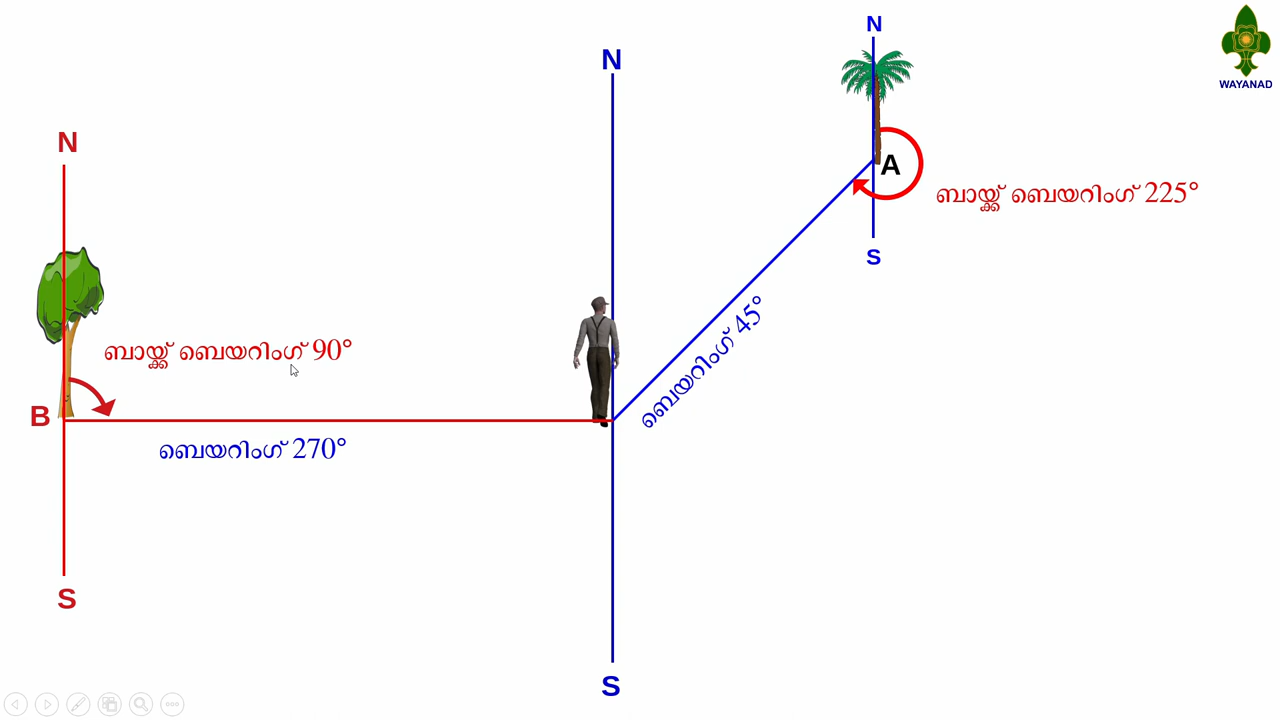 N
N
WAYANAD
N
A
ബായ്ക്ക് ബെയറിംഗ് 225°
S
ബെയറിംഗ് 45°
ബായ്ക്ക് ബെയറിംഗ് 90°
B
ബെയറിംഗ് 270°
S
S